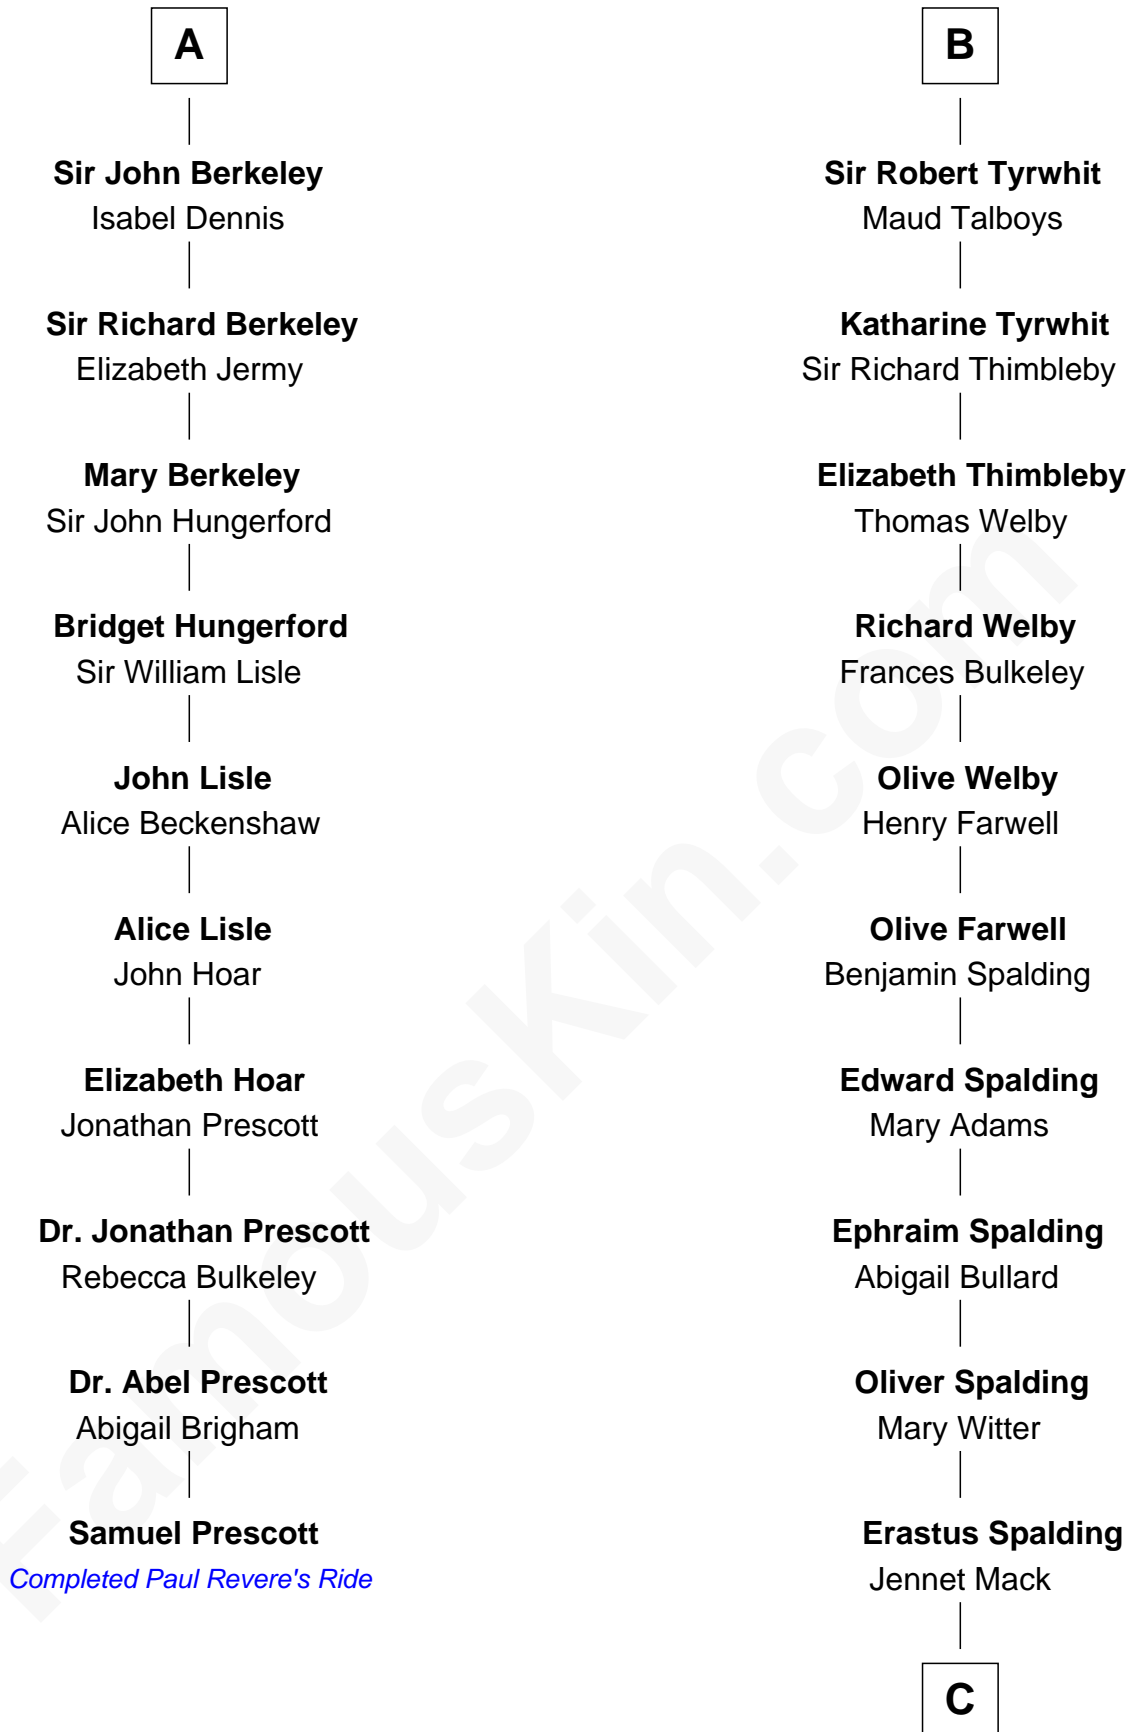 A
Sir John Berkeley
Isabel Dennis
Sir Richard Berkeley
Elizabeth Jermy
Mary Berkeley
Sir John Hungerford
Bridget Hungerford
Sir William Lisle
John Lisle
Alice Beckenshaw
Alice Lisle
John Hoar
Elizabeth Hoar
Jonathan Prescott
Dr. Jonathan Prescott
Rebecca Bulkeley
Dr. Abel Prescott
Abigail Brigham
Samuel Prescott
Completed Paul Revere's Ride
B
Sir Robert Tyrwhit
Maud Talboys
Katharine Tyrwhit
Sir Richard Thimbleby
Elizabeth Thimbleby
Thomas Welby
Richard Welby
Frances Bulkeley
Olive Welby
Henry Farwell
Olive Farwell
Benjamin Spalding
Edward Spalding
Mary Adams
Ephraim Spalding
Abigail Bullard
Oliver Spalding
Mary Witter
Erastus Spalding
Jennet Mack
C
FamousKin.com